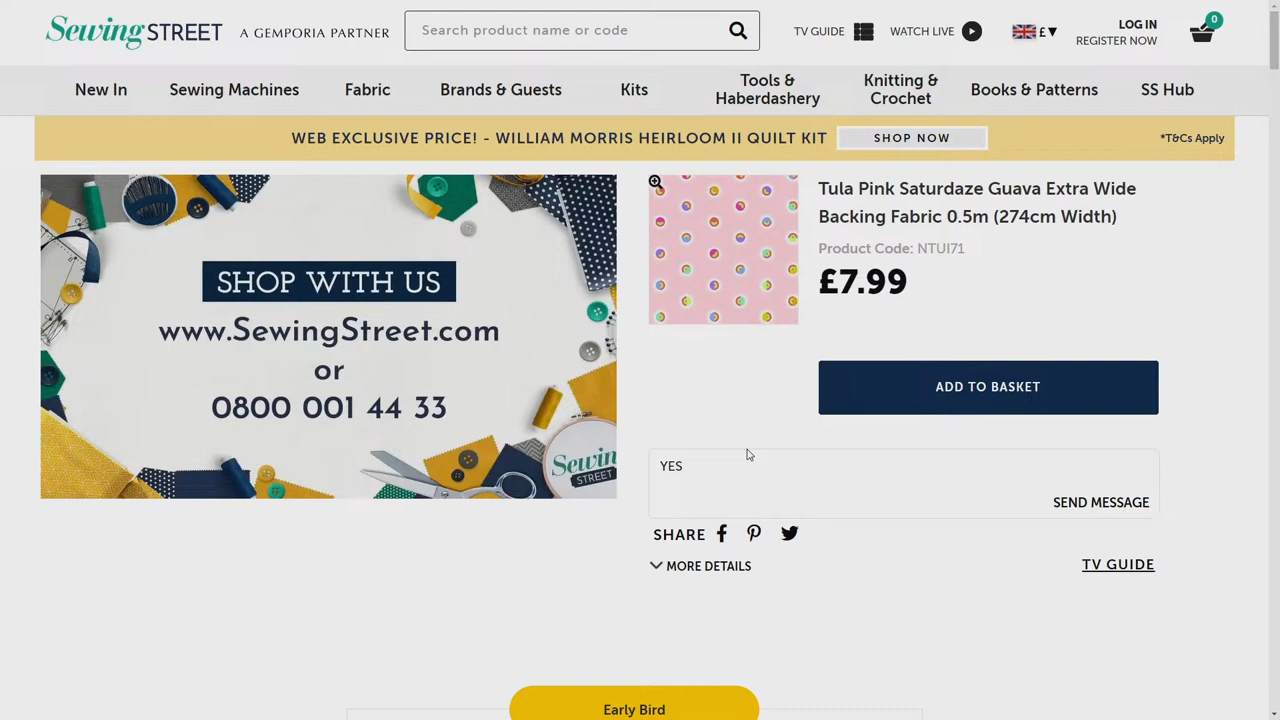 Sewing STREET A GEMPORIA PARTNER
Search product name or code
TV GUIDE
WATCH LIVE
£
LOG IN
REGISTER NOW
0
New In
Sewing Machines
Fabric
Brands & Guests
Kits
Tools &
Haberdashery
Knitting &
Crochet
Books & Patterns
SS Hub
WEB EXCLUSIVE PRICE! - WILLIAM MORRIS HEIRLOOM II QUILT KIT
SHOP NOW
*T&Cs Apply
SHOP WITH US
www.SewingStreet.com
or
0800 001 44 33
Sewing
STREET
Tula Pink Saturdaze Guava Extra Wide
Backing Fabric 0.5m (274cm Width)
Product Code: NTUI71
£7.99
ADD TO BASKET
YES
SEND MESSAGE
SHARE
MORE DETAILS
TV GUIDE
Early Bird